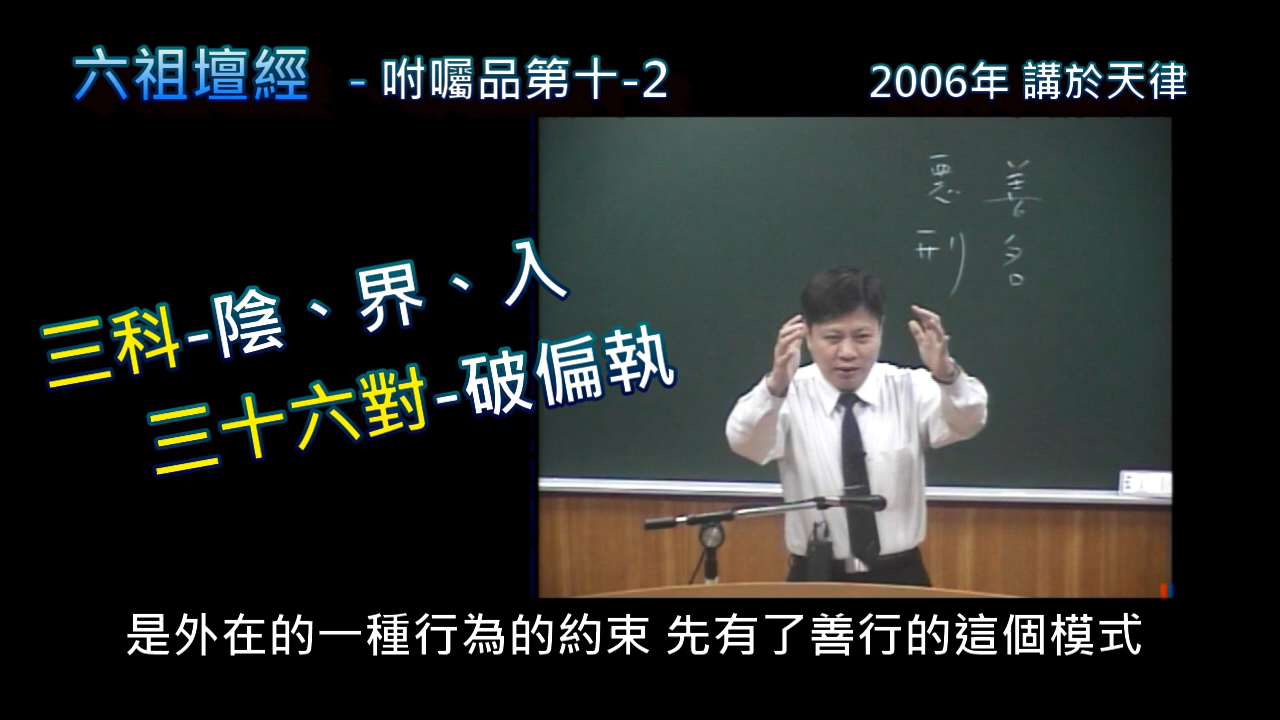 六祖壇經 - 咐囑品第十-2
2006年 講於天律
善名
惡刑
三科-陰、界、入
三十六對-破偏執
是外在的一種行為的約束 先有了善行的這個模式